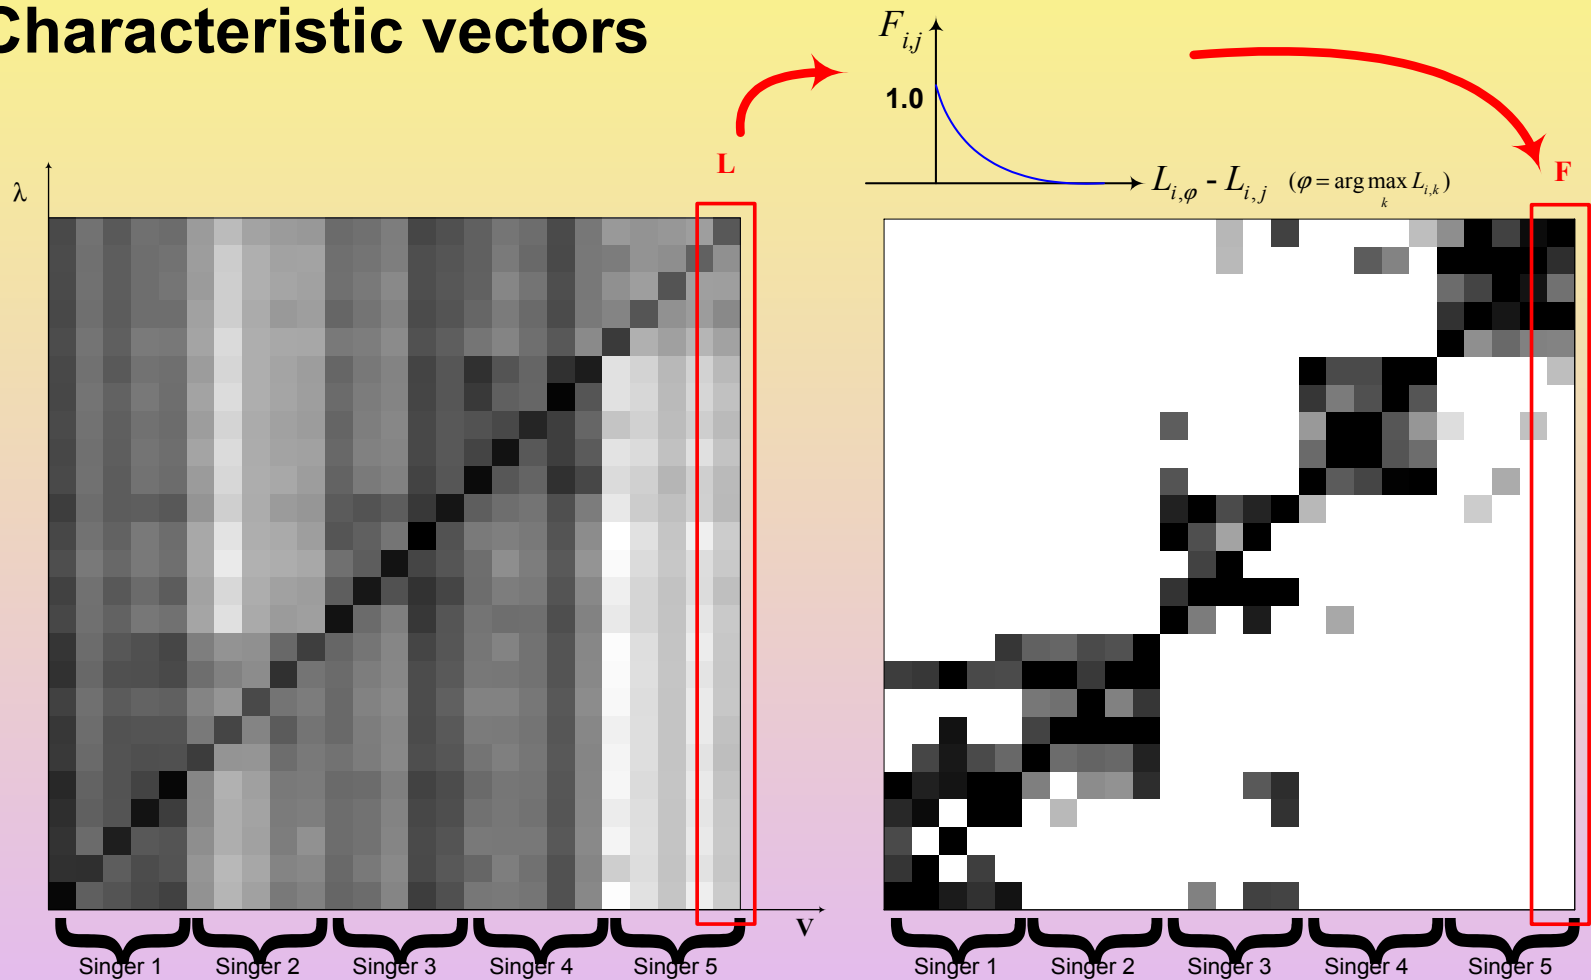 Characteristic vectors
F_{i,j}
1.0
L_{i,φ} - L_{i,j} (φ = arg max_k L_{i,k})
L
F
λ
V
Singer 1 Singer 2 Singer 3 Singer 4 Singer 5
Singer 1 Singer 2 Singer 3 Singer 4 Singer 5